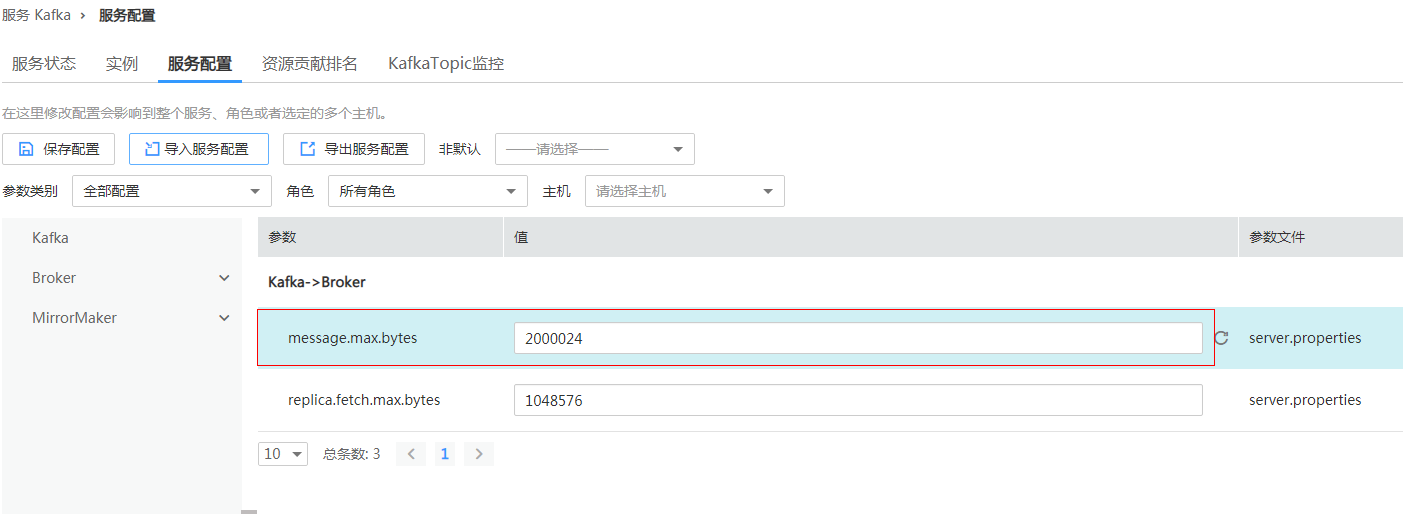 服务 Kafka › 服务配置
服务状态 实例 服务配置 资源贡献排名 KafkaTopic监控
在这里修改配置会影响到整个服务、角色或者选定的多个主机。
保存配置 导入服务配置 导出服务配置 非默认 ——请选择——
参数类别 全部配置 角色 所有角色 主机 请选择主机
Kafka 参数 值 参数文件
Broker Kafka->Broker
MirrorMaker
message.max.bytes 2000024 server.properties
replica.fetch.max.bytes 1048576 server.properties
10 总条数: 3 1